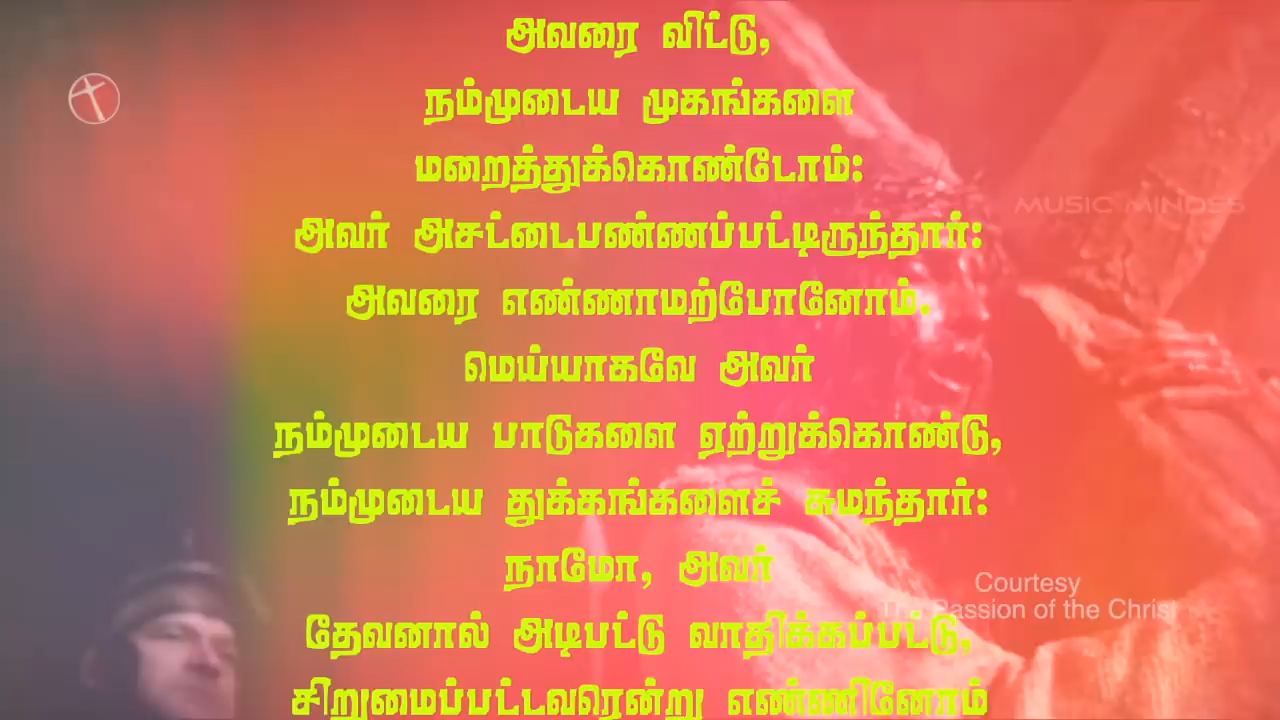 அவரை விட்டு,
நம்முடைய முகங்களை
மறைத்துக்கொண்டோம்:
அவர் அசட்டைபண்ணப்பட்டிருந்தார்:
MUSIC MINDSS
அவரை எண்ணாமற்போனோம்.
மெய்யாகவே அவர்
நம்முடைய பாடுகளை ஏற்றுக்கொண்டு,
நம்முடைய துக்கங்களைச் சுமந்தார்:
நாமோ, அவர்
Courtesy
The Passion of the Christ
தேவனால் அடிபட்டு வாதிக்கப்பட்டு,
சிறுமைப்பட்டவரென்று எண்ணினோம்